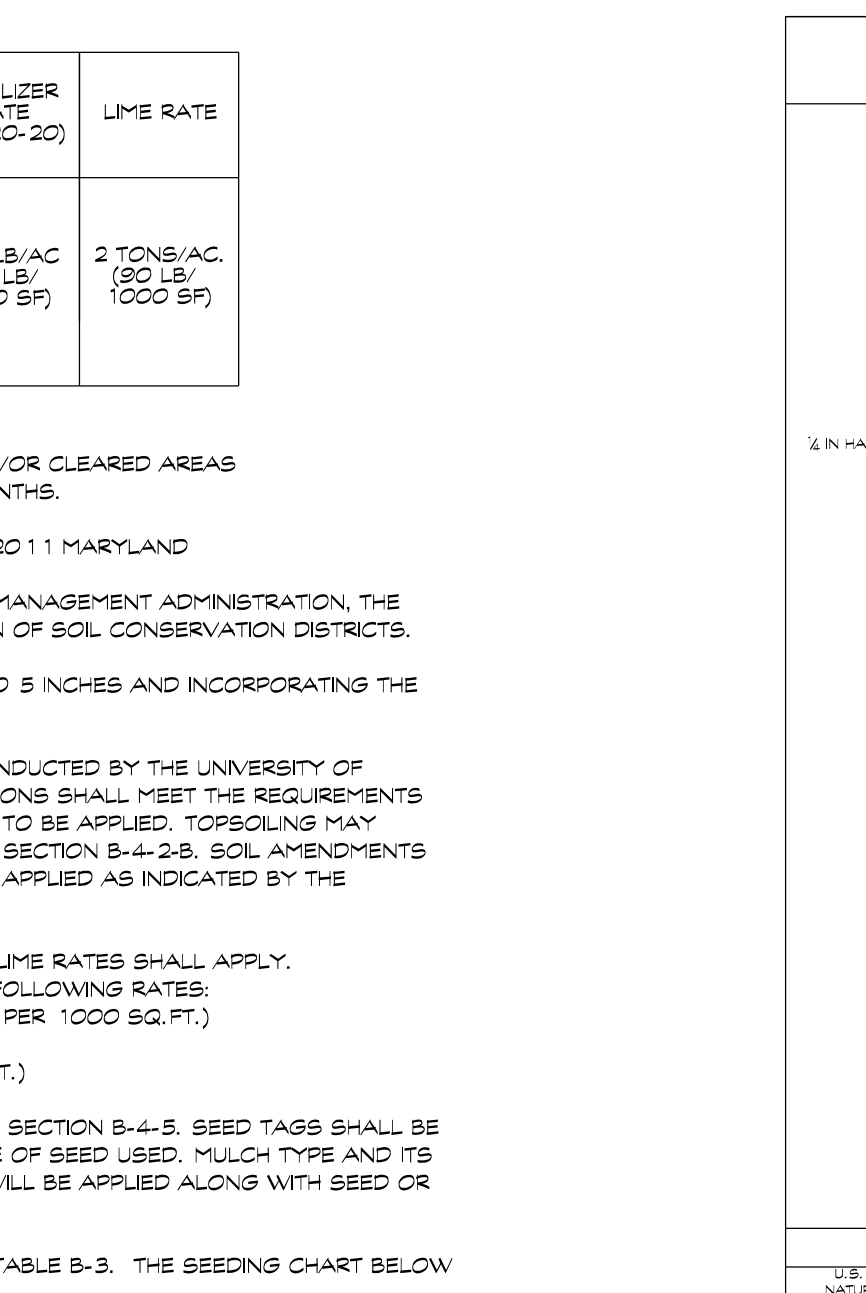 LIZER
ATE
20-20)
LIME RATE
LB/AC
LB/
0 SF)
2 TONS/AC.
(90 LB/
1000 SF)
/OR CLEARED AREAS
NTHS.
2011 MARYLAND
MANAGEMENT ADMINISTRATION, THE
N OF SOIL CONSERVATION DISTRICTS.
O 5 INCHES AND INCORPORATING THE
NDUCTED BY THE UNIVERSITY OF
IONS SHALL MEET THE REQUIREMENTS
TO BE APPLIED. TOPSOILING MAY
SECTION B-4-2-B. SOIL AMENDMENTS
APPLIED AS INDICATED BY THE
LIME RATES SHALL APPLY.
FOLLOWING RATES:
PER 1000 SQ.FT.)
T.)
SECTION B-4-5. SEED TAGS SHALL BE
E OF SEED USED. MULCH TYPE AND ITS
WILL BE APPLIED ALONG WITH SEED OR
TABLE B-3. THE SEEDING CHART BELOW
¼ IN HA
U.S.
NATU